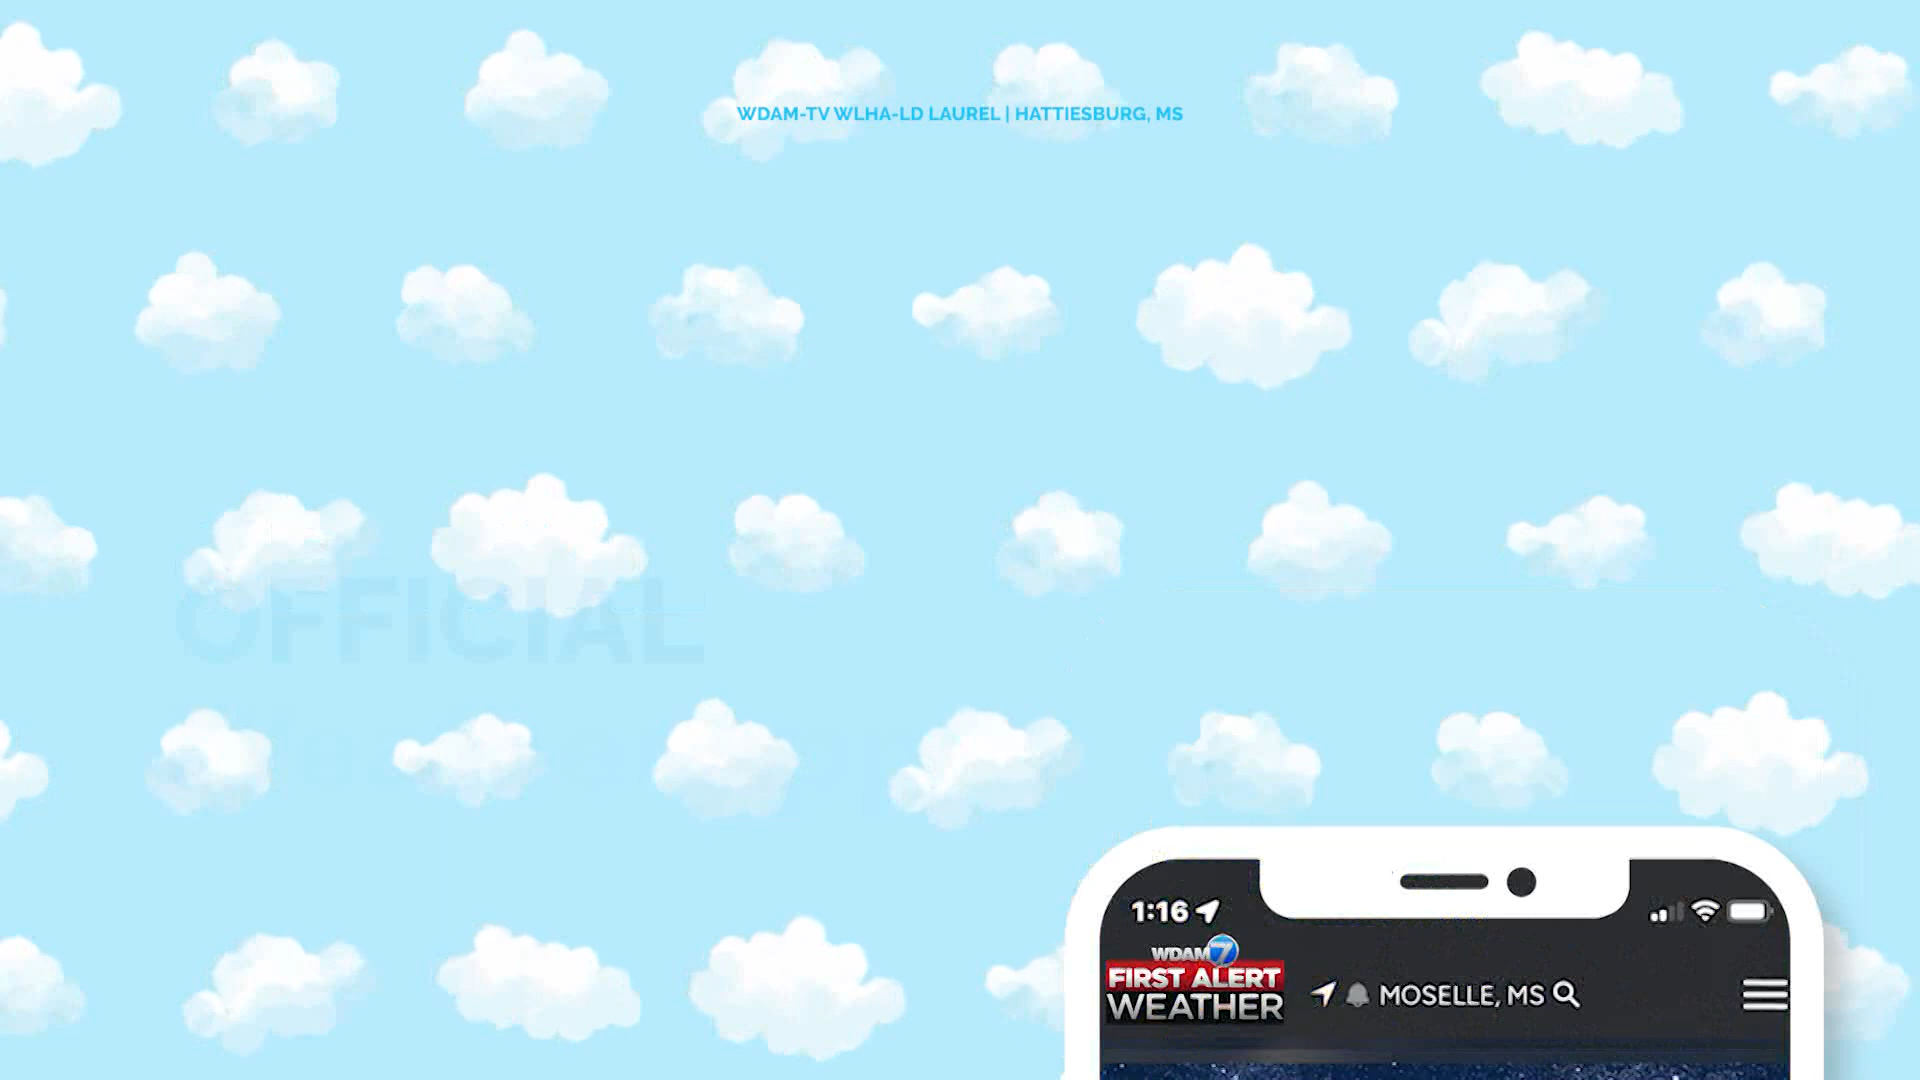 WDAM-TV WLHA-LD LAUREL | HATTIESBURG, MS
OFFICIAL
1:16
WDAM 7
FIRST ALERT
WEATHER
MOSELLE, MS